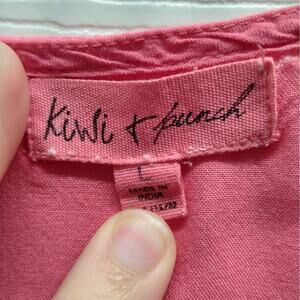 Kiwi + punch
L
MADE IN
INDIA